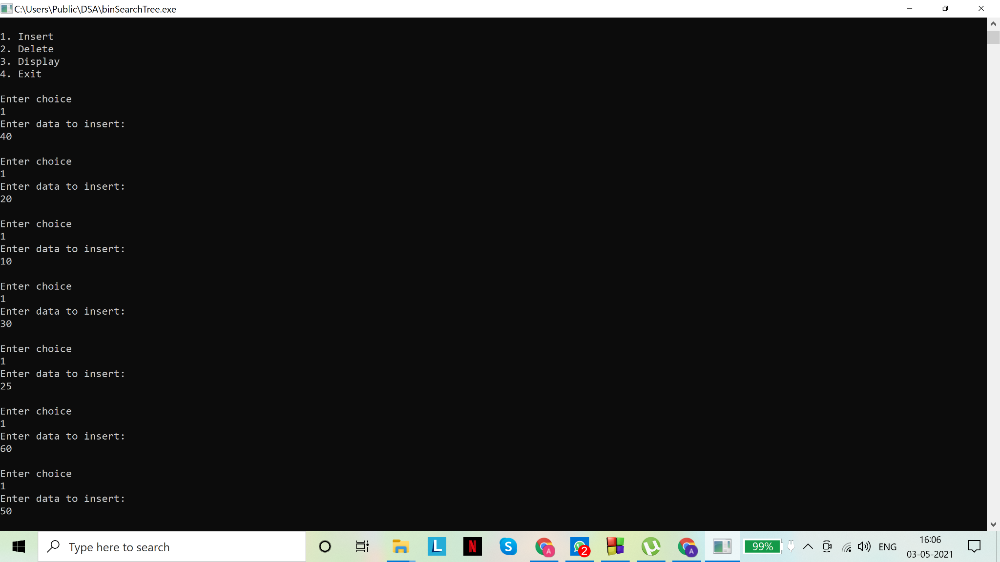 C:\Users\Public\DSA\binSearchTree.exe
1. Insert
2. Delete
3. Display
4. Exit
Enter choice
1
Enter data to insert:
40
Enter choice
1
Enter data to insert:
20
Enter choice
1
Enter data to insert:
10
Enter choice
1
Enter data to insert:
30
Enter choice
1
Enter data to insert:
25
Enter choice
1
Enter data to insert:
60
Enter choice
1
Enter data to insert:
50
Type here to search
L
N
S
A
2
µ
A
99%
ENG
16:06
03-05-2021